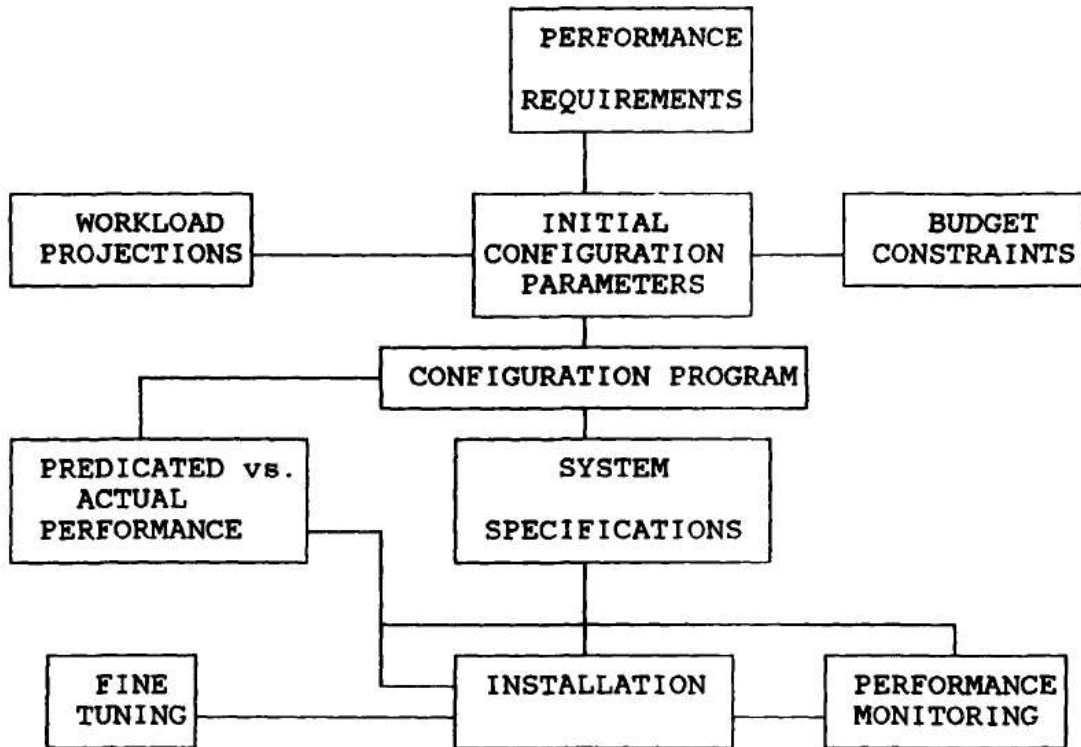 PERFORMANCE
REQUIREMENTS
WORKLOAD
PROJECTIONS
INITIAL
CONFIGURATION
PARAMETERS
BUDGET
CONSTRAINTS
CONFIGURATION PROGRAM
PREDICATED vs.
ACTUAL
PERFORMANCE
SYSTEM
SPECIFICATIONS
FINE
TUNING
INSTALLATION
PERFORMANCE
MONITORING